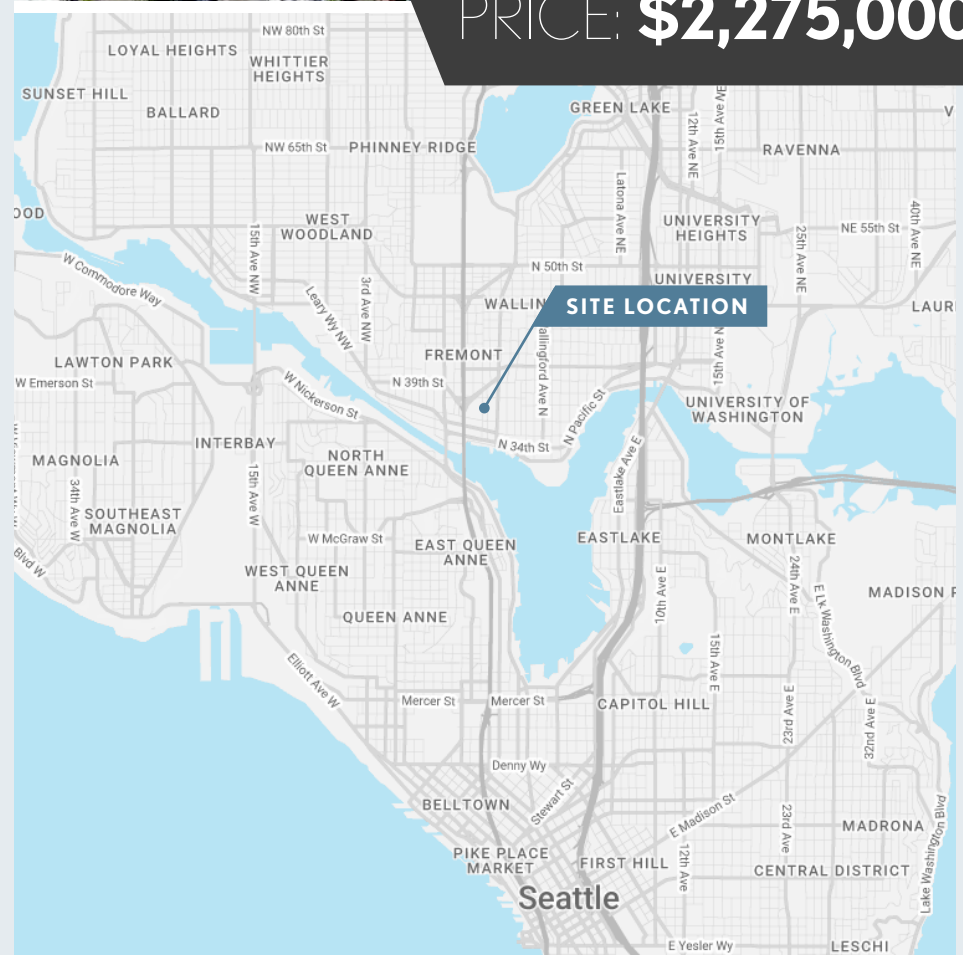 PRICE: $2,275,000
NW 80th St
LOYAL HEIGHTS
WHITTIER
HEIGHTS
SUNSET HILL
BALLARD
GREEN LAKE
12th Ave NE
15th Ave NE
V
NW 65st St
PHINNEY RIDGE
RAVENNA
Latona Ave NE
OOD
WEST
WOODLAND
UNIVERSITY
HEIGHTS
25th Ave NE
NE 55th St
40th Ave NE
15th Ave NW
W Commodore Way
Leary Wy NW
3rd Ave NW
N 50th St
UNIVERSITY
WALLIN
SITE LOCATION
LAURI
allingford Ave N
15th Ave N
LAWTON PARK
FREMONT
W Emerson St
W Nickerson St
N 39th St
N Pacific St
UNIVERSITY OF
WASHINGTON
INTERBAY
N 34th St
MAGNOLIA
NORTH
QUEEN ANNE
Eastlake Ave E
34th Ave W
15th Ave W
SOUTHEAST
MAGNOLIA
W McGraw St
EAST QUEEN
ANNE
EASTLAKE
MONTLAKE
Blvd W
WEST QUEEN
ANNE
10th Ave E
24th Ave E
E Lk Washington Blvd
MADISON P
QUEEN ANNE
15th Ave E
Elliott Ave W
Mercer St
Mercer St
CAPITOL HILL
23rd Ave E
32nd Ave E
Denny Wy
BELLTOWN
Stewart St
E Madison St
23rd Ave
MADRONA
Lake Washington Blvd
PIKE PLACE
MARKET
FIRST HILL
12th Ave
CENTRAL DISTRICT
Seattle
E Yesler Wy
LESCHI